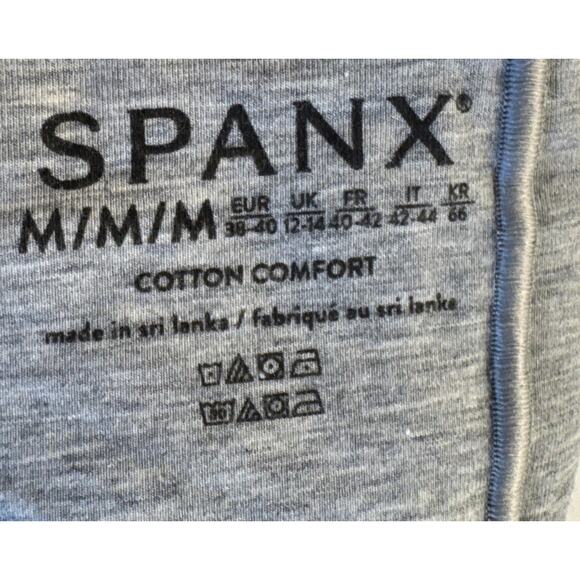 SPANX®
M/M/M EUR 38-40 UK 12-14 FR 40-42 IT 42-44 KR 66
COTTON COMFORT
made in sri lanka / fabriqué au sri lanka